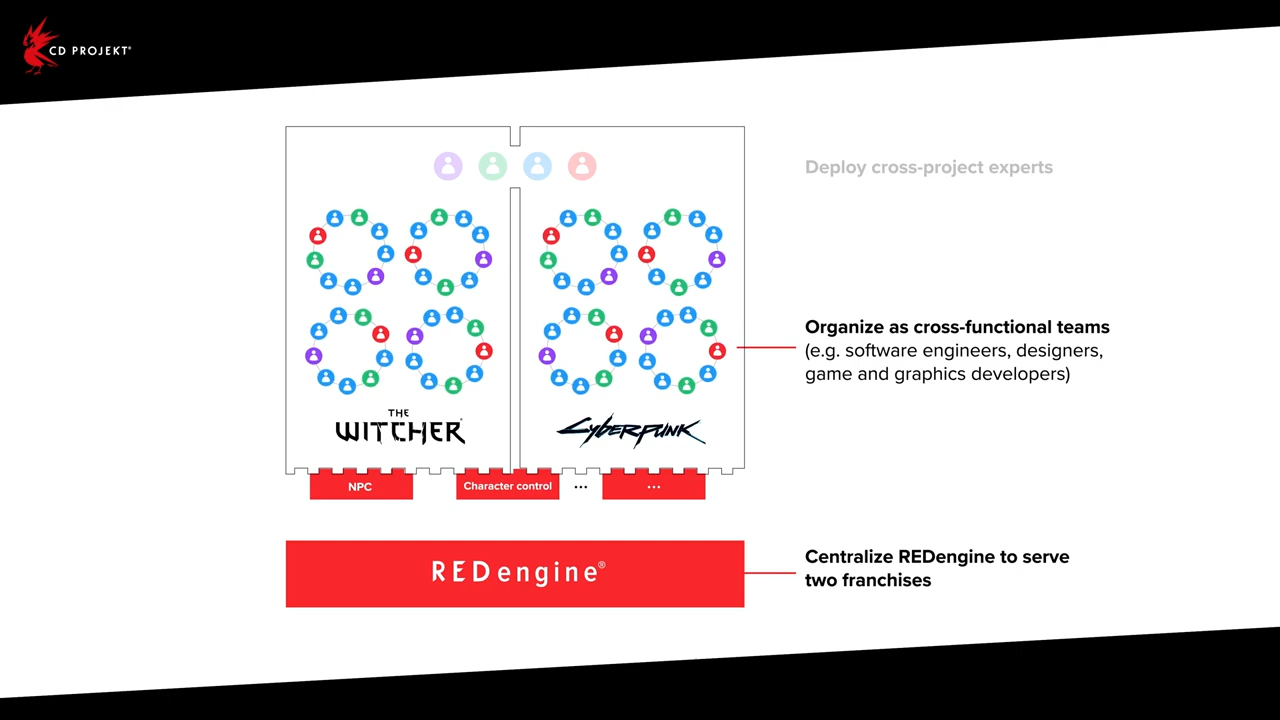 CD PROJEKT®
Deploy cross-project experts
Organize as cross-functional teams
(e.g. software engineers, designers,
game and graphics developers)
THE
WITCHER®
Cyberpunk
NPC
Character control
...
...
REDengine®
Centralize REDengine to serve
two franchises